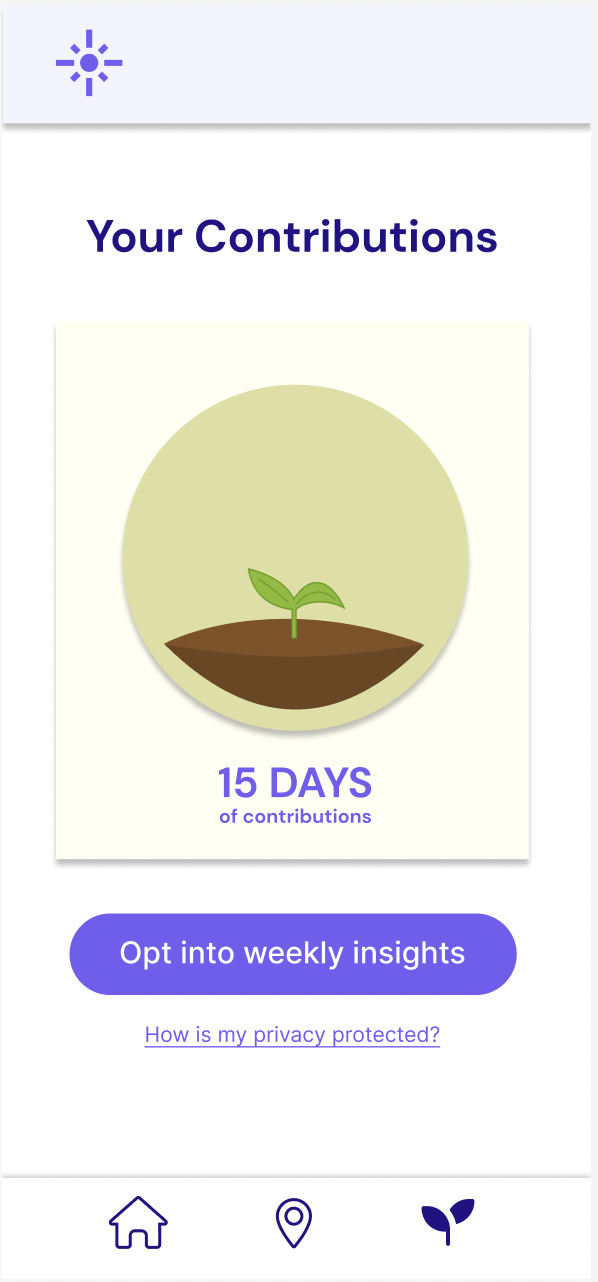 Your Contributions
15 DAYS
of contributions
Opt into weekly insights
How is my privacy protected?